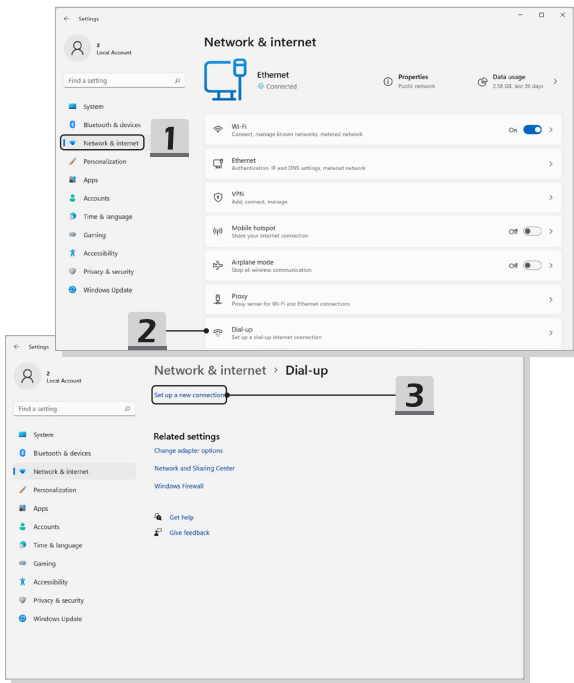 Settings
z
Local Account
Find a setting
System
Bluetooth & devices
Network & internet
Personalization
Apps
Accounts
Time & language
Gaming
Accessibility
Privacy & security
Windows Update
1
Network & internet
Ethernet
Connected
Properties
Public network
Data usage
2.58 GB, last 30 days
Wi-Fi
Connect, manage known networks, metered network
On
Ethernet
Authentication, IP and DNS settings, metered network
VPN
Add, connect, manage
Mobile hotspot
Share your internet connection
Off
Airplane mode
Stop all wireless communication
Off
Proxy
Proxy server for Wi-Fi and Ethernet connections
2
Dial-up
Set up a dial-up internet connection
Settings
z
Local Account
Find a setting
System
Bluetooth & devices
Network & internet
Personalization
Apps
Accounts
Time & language
Gaming
Accessibility
Privacy & security
Windows Update
Network & internet > Dial-up
Set up a new connection
3
Related settings
Change adapter options
Network and Sharing Center
Windows Firewall
Get help
Give feedback